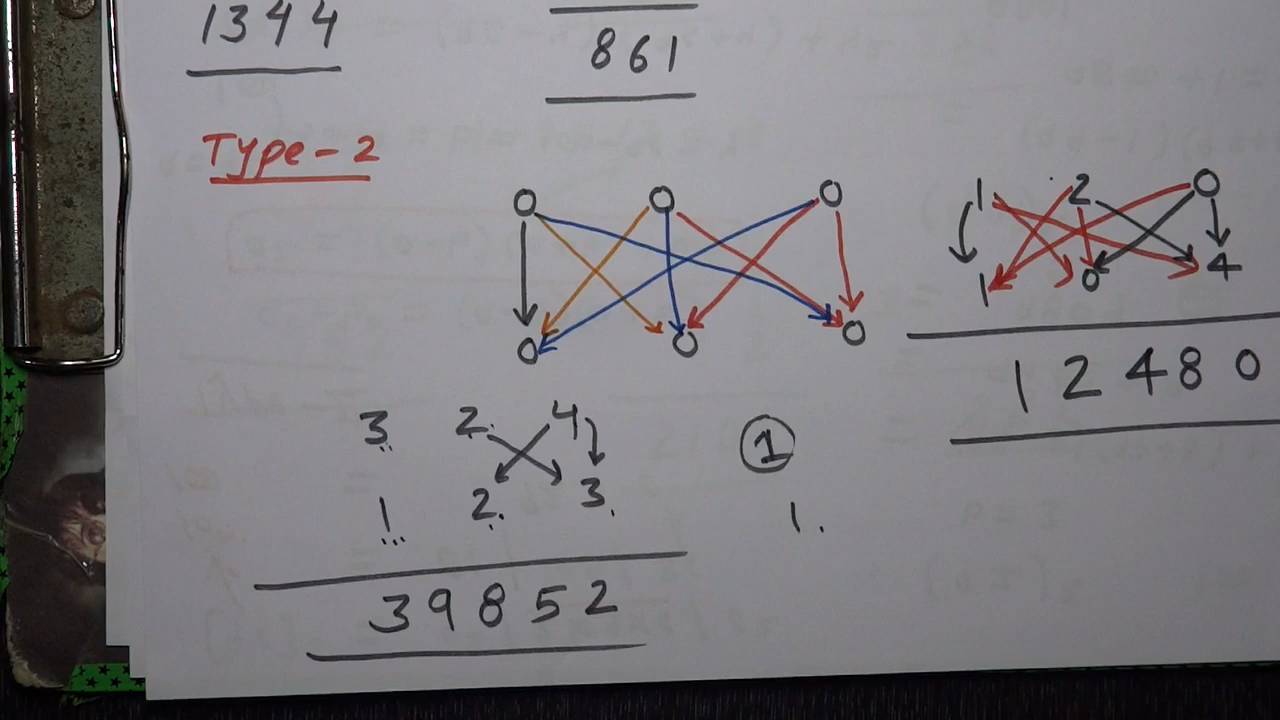 1344
861
Type-2
0 0 0
0 0 0
1 2 0
1 0 4
12480
3 2 4
1 2 3
39852
1
1.